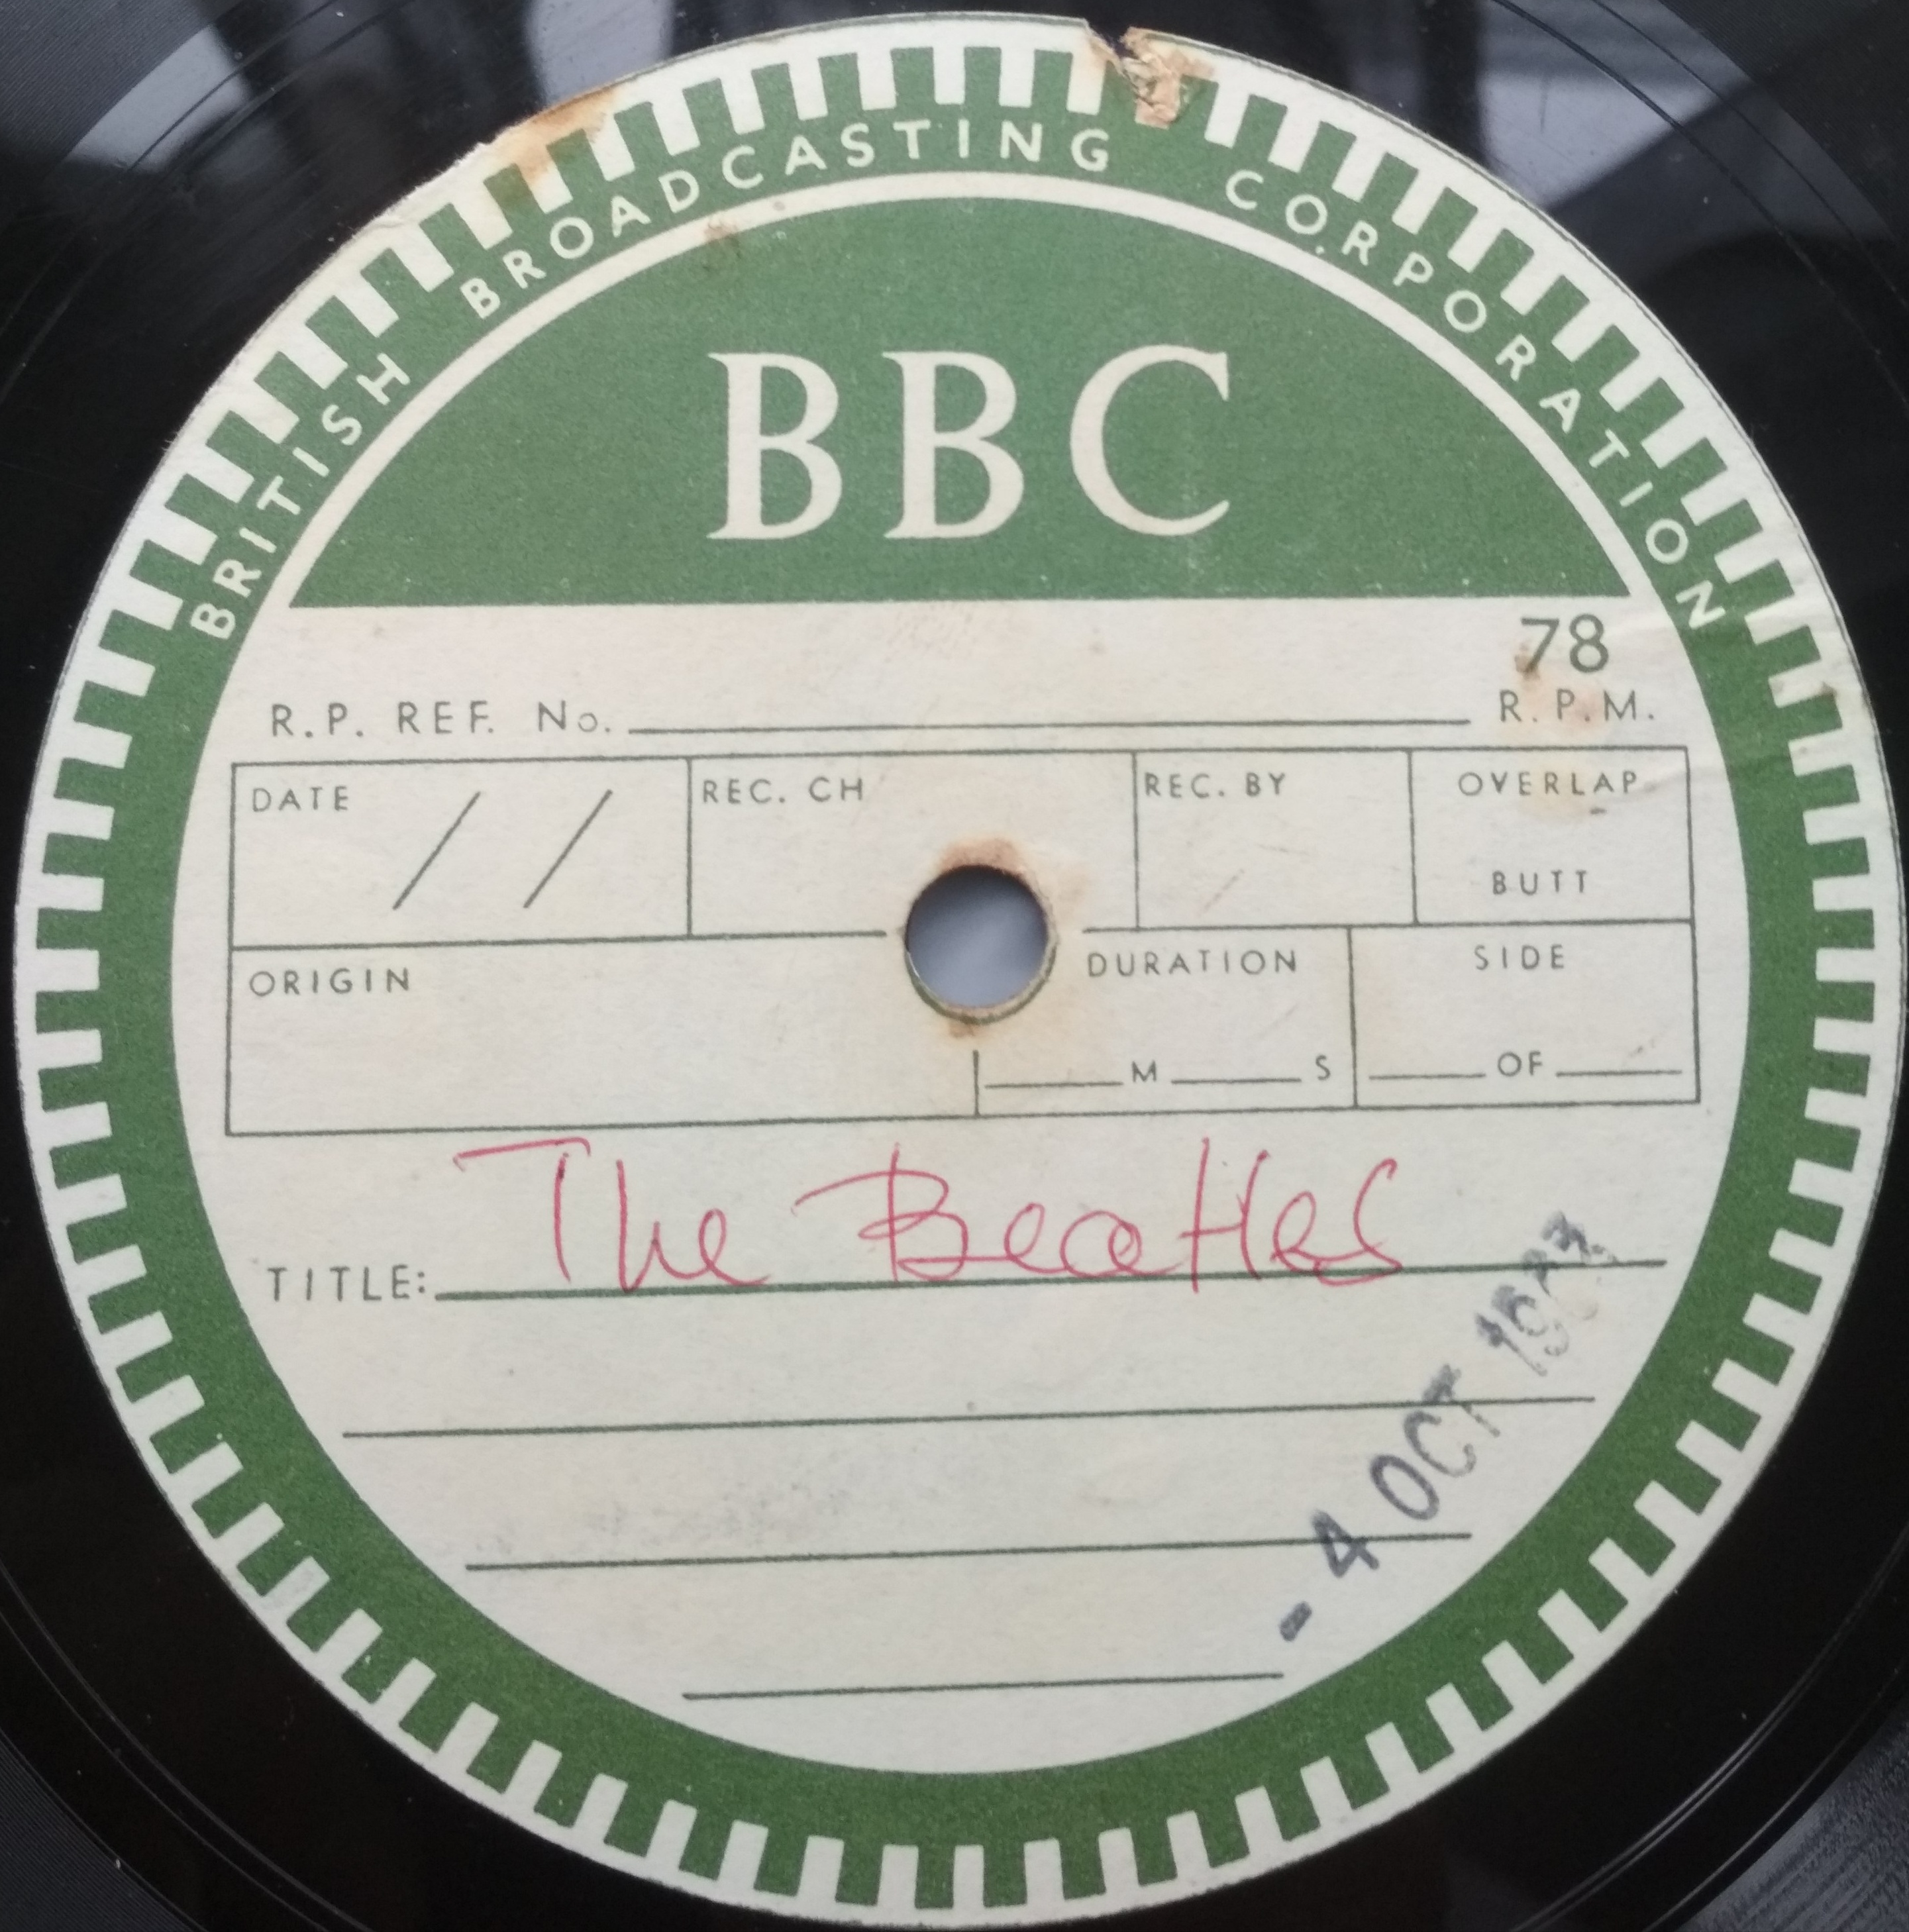 BRITISH BROADCASTING CORPORATION
BBC
78
R.P. REF. No. R.P.M.
DATE / / REC. CH REC. BY OVERLAP
BUTT
ORIGIN DURATION SIDE
M S OF
The Beatles
TITLE:
- 4 OCT